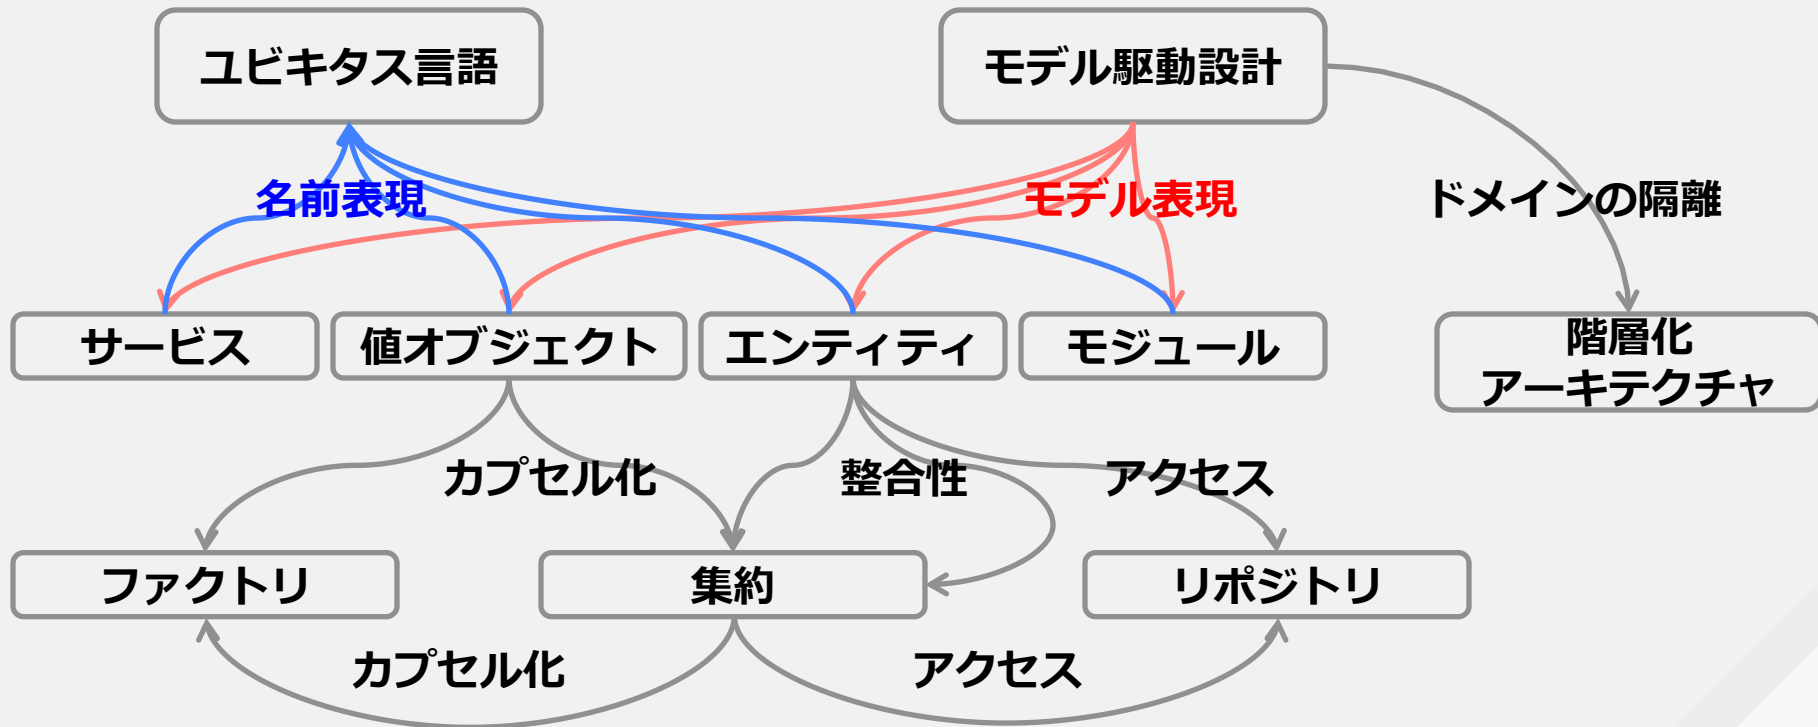 ユビキタス言語
モデル駆動設計
名前表現
モデル表現
ドメインの隔離
サービス
値オブジェクト
エンティティ
モジュール
階層化
アーキテクチャ
カプセル化
整合性
アクセス
ファクトリ
集約
リポジトリ
カプセル化
アクセス